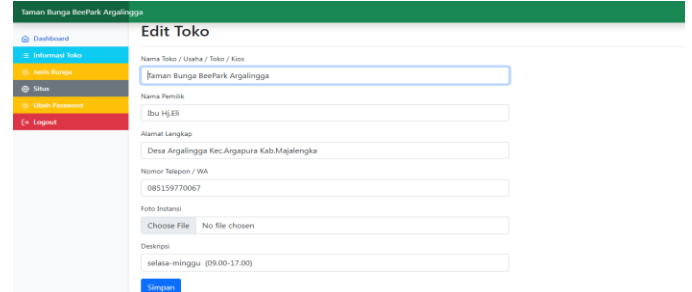 Taman Bunga BeePark Argalingga
Dashboard
Informasi Toko
Jenis Bunga
Situs
Ubah Password
Logout
Edit Toko
Nama Toko / Usaha / Toko / Kios
Taman Bunga BeePark Argalingga
Nama Pemilik
Ibu Hj.Eli
Alamat Lengkap
Desa Argalingga Kec.Argapura Kab.Majalengka
Nomor Telepon / WA
085159770067
Foto Instansi
Choose File No file chosen
Deskripsi
selasa-minggu (09.00-17.00)
Simpan